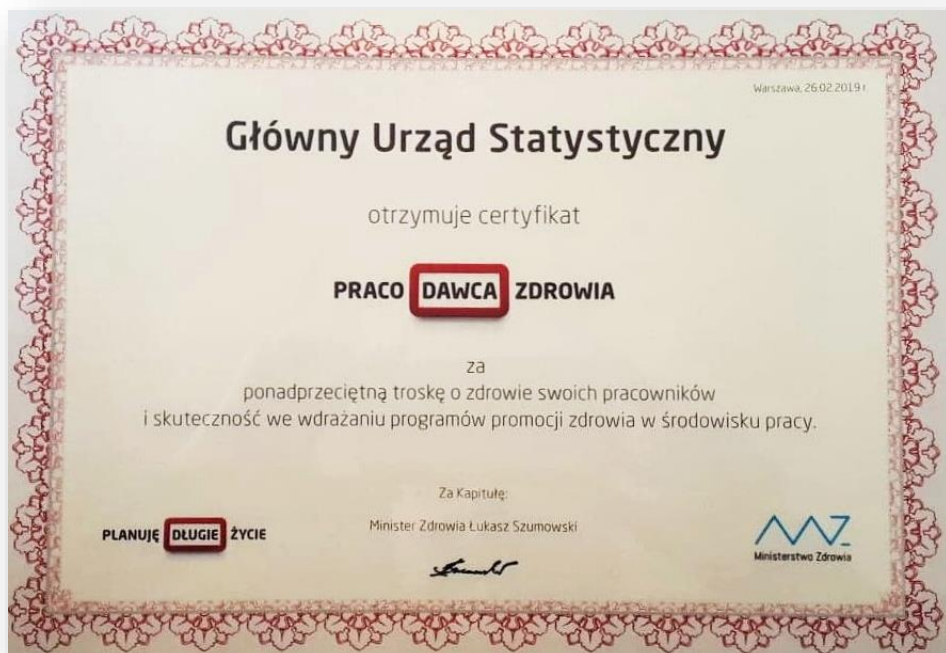 Warszawa, 26.02.2019 r.
Główny Urząd Statystyczny
otrzymuje certyfikat
PRACO DAWCA ZDROWIA
za
ponadprzeciętną troskę o zdrowie swoich pracowników
i skuteczność we wdrażaniu programów promocji zdrowia w środowisku pracy.
Za Kapitułę:
Minister Zdrowia Łukasz Szumowski
PLANUJĘ DŁUGIE ŻYCIE
MZ
Ministerstwo Zdrowia